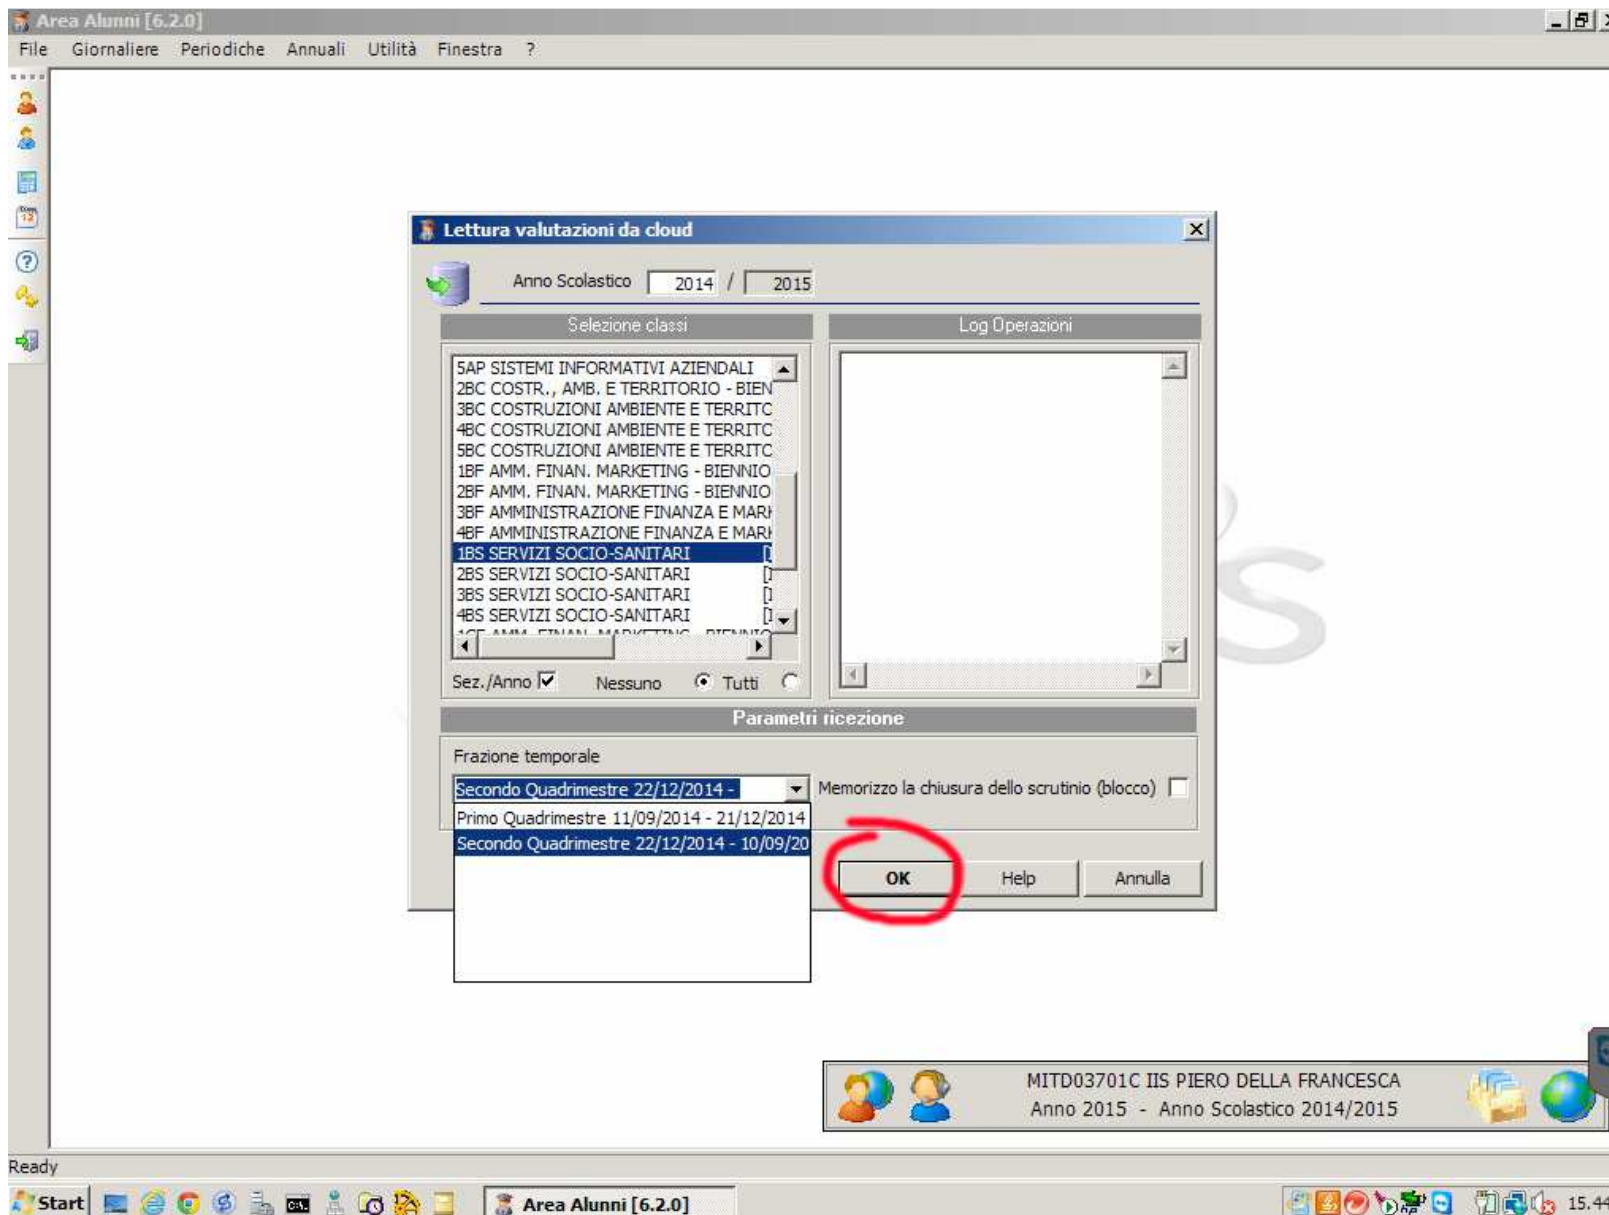 Area Alunni [6.2.0]
File Giornaliere Periodiche Annuali Utilità Finestra ?
Lettura valutazioni da cloud
Anno Scolastico 2014 / 2015
Selezione classi
Log Operazioni
5AP SISTEMI INFORMATIVI AZIENDALI
2BC COSTR., AMB. E TERRITORIO - BIEN
3BC COSTRUZIONI AMBIENTE E TERRITC
4BC COSTRUZIONI AMBIENTE E TERRITC
5BC COSTRUZIONI AMBIENTE E TERRITC
1BF AMM. FINAN. MARKETING - BIENNIO
2BF AMM. FINAN. MARKETING - BIENNIO
3BF AMMINISTRAZIONE FINANZA E MARK
4BF AMMINISTRAZIONE FINANZA E MARK
1BS SERVIZI SOCIO-SANITARI [I
2BS SERVIZI SOCIO-SANITARI [I
3BS SERVIZI SOCIO-SANITARI [I
4BS SERVIZI SOCIO-SANITARI [I
1CF AMM. FINAN. MARKETING - BIENNIO
Sez./Anno Nessuno Tutti
Parametri ricezione
Frazione temporale
Secondo Quadrimestre 22/12/2014 -
Memorizzo la chiusura dello scrutinio (blocco)
Primo Quadrimestre 11/09/2014 - 21/12/2014
Secondo Quadrimestre 22/12/2014 - 10/09/20
OK Help Annulla
MITD03701C IIS PIERO DELLA FRANCESCA
Anno 2015 - Anno Scolastico 2014/2015
Ready
Start
Area Alunni [6.2.0]
15.44